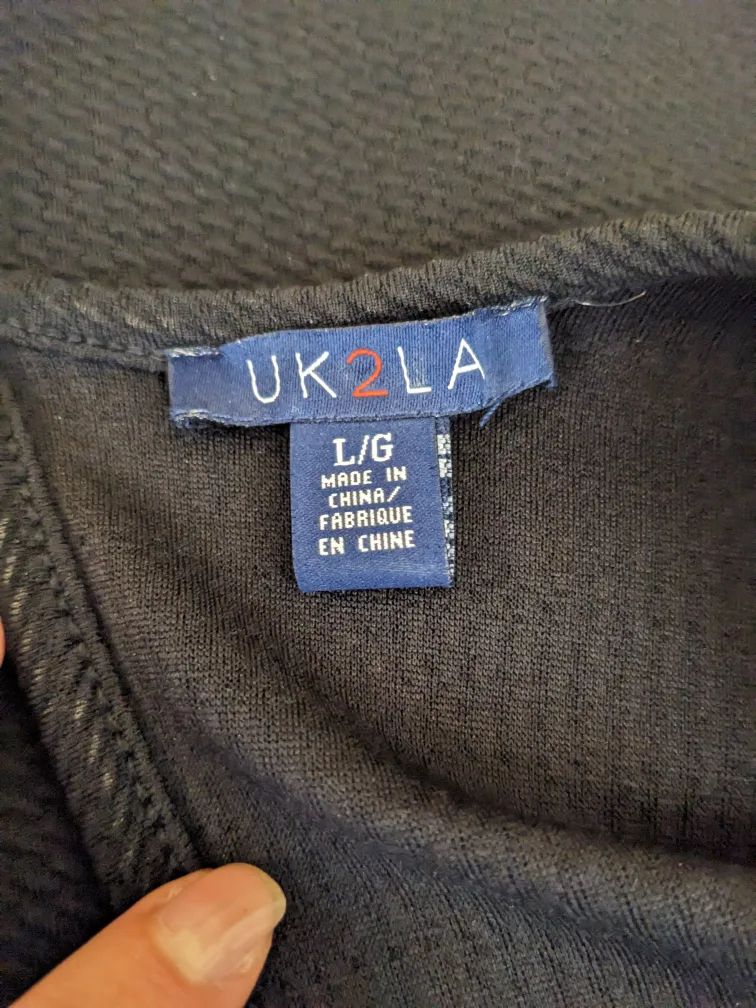 UK2LA
L/G
MADE IN
CHINA/
FABRIQUE
EN CHINE